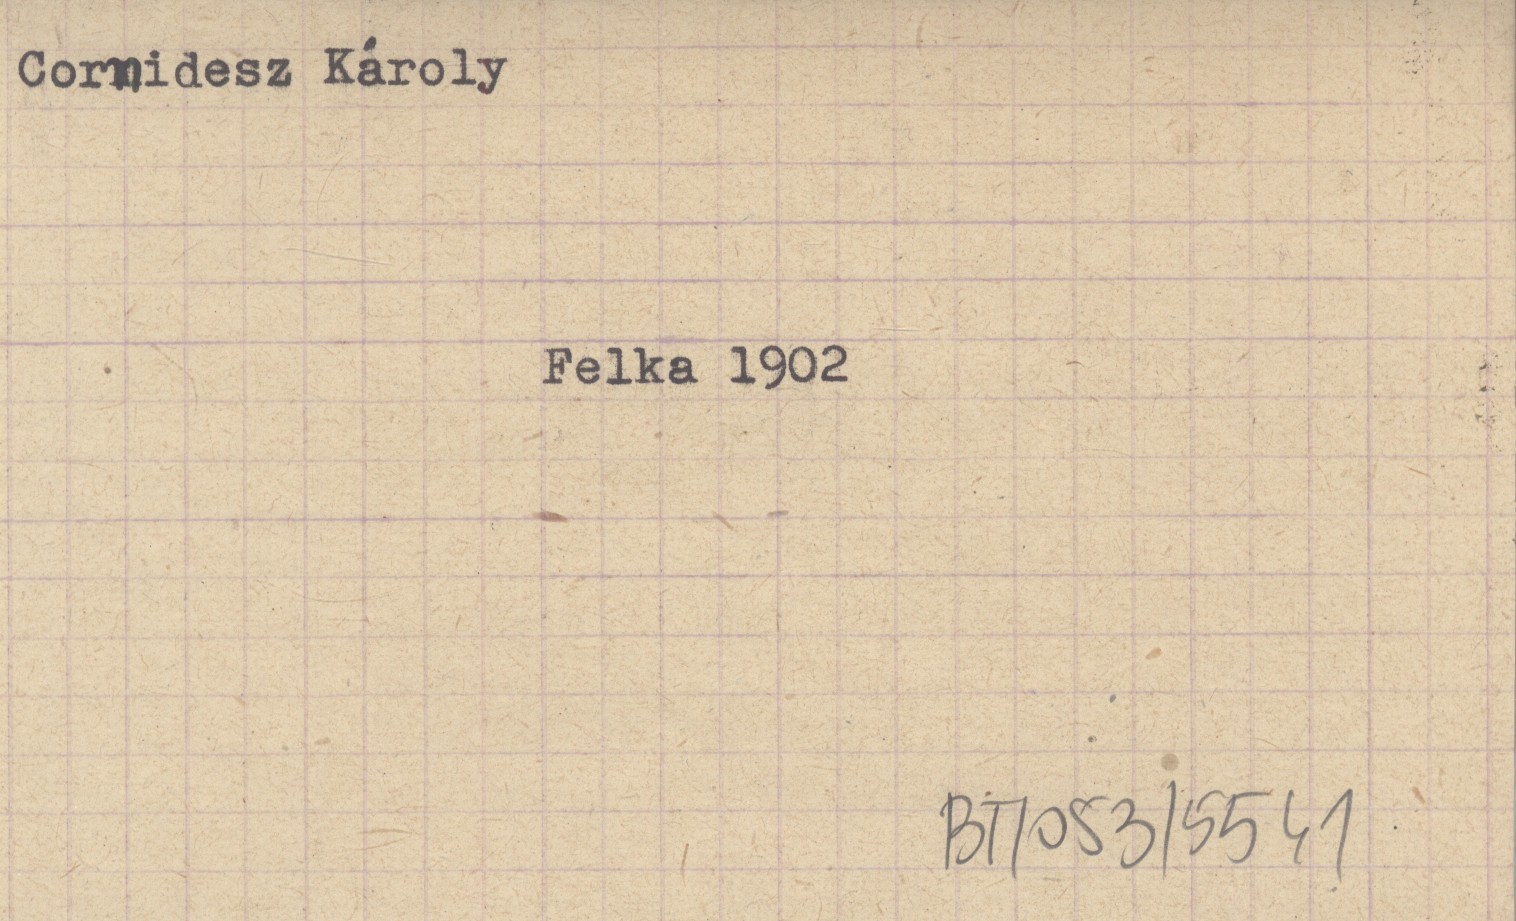 Cornidesz Károly
Felka 1902
BT/053/5541